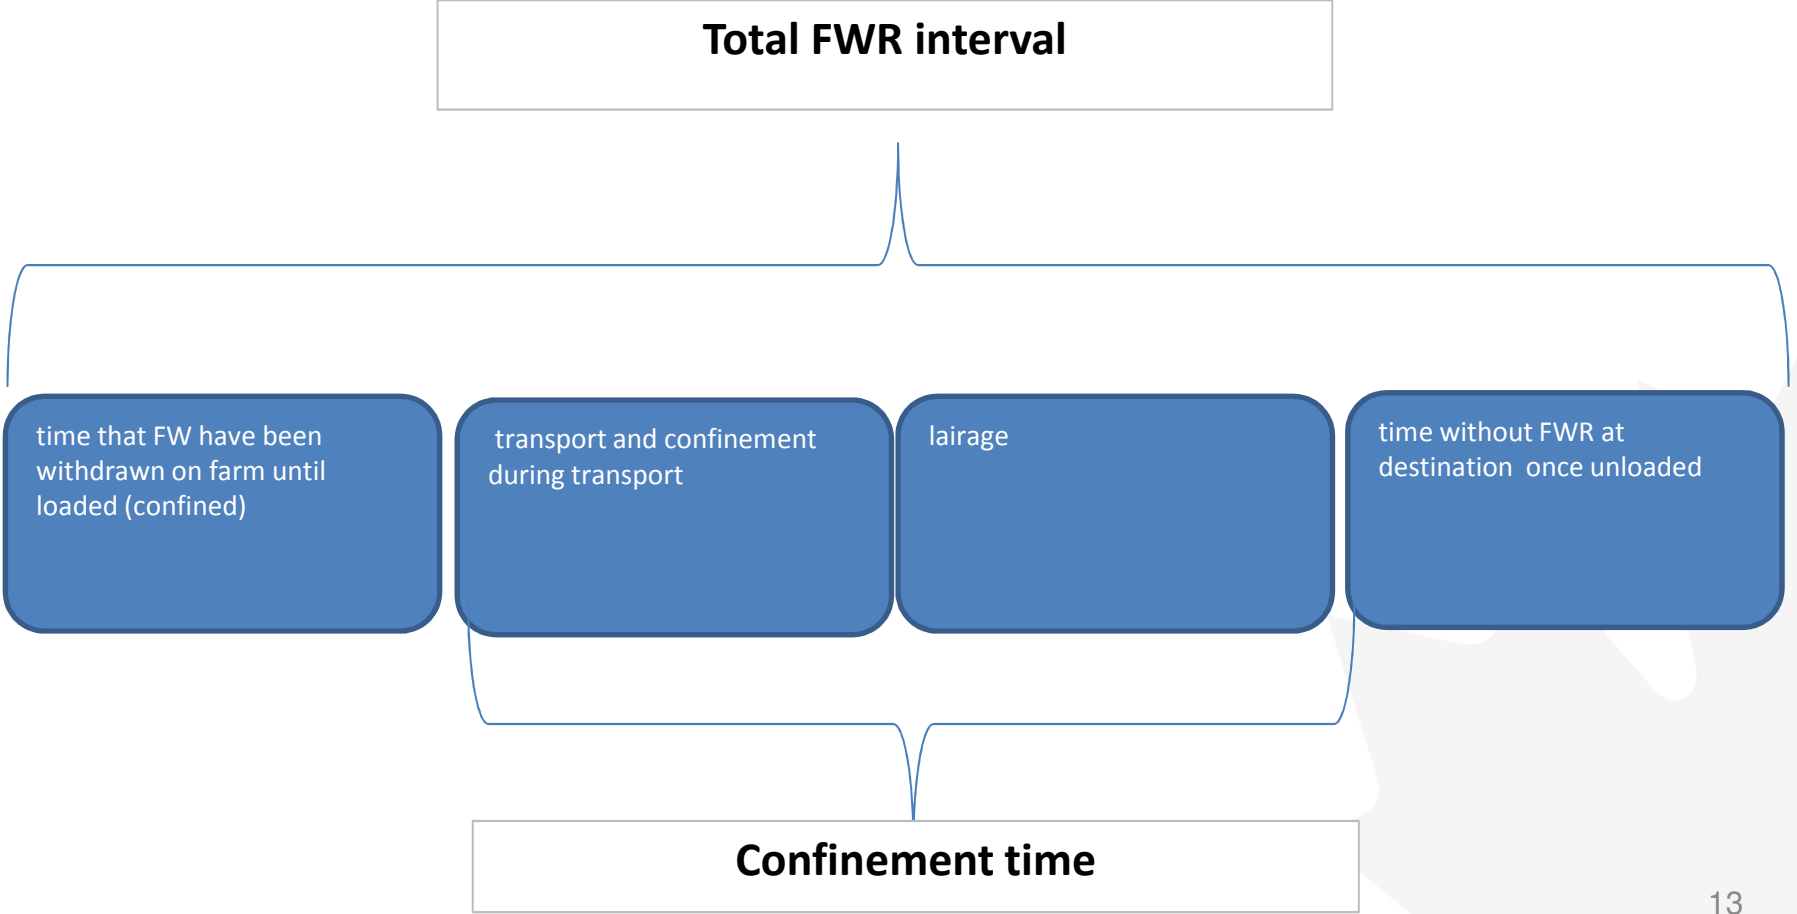 Total FWR interval
time that FW have been
withdrawn on farm until
loaded (confined)
transport and confinement
during transport
lairage
time without FWR at
destination once unloaded
Confinement time
13